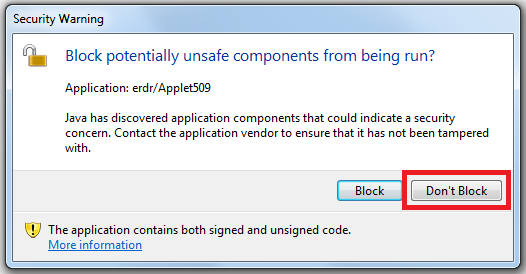 Security Warning
Block potentially unsafe components from being run?
Application: erdr/Applet509
Java has discovered application components that could indicate a security
concern. Contact the application vendor to ensure that it has not been tampered
with.
Block
Don't Block
The application contains both signed and unsigned code.
More information